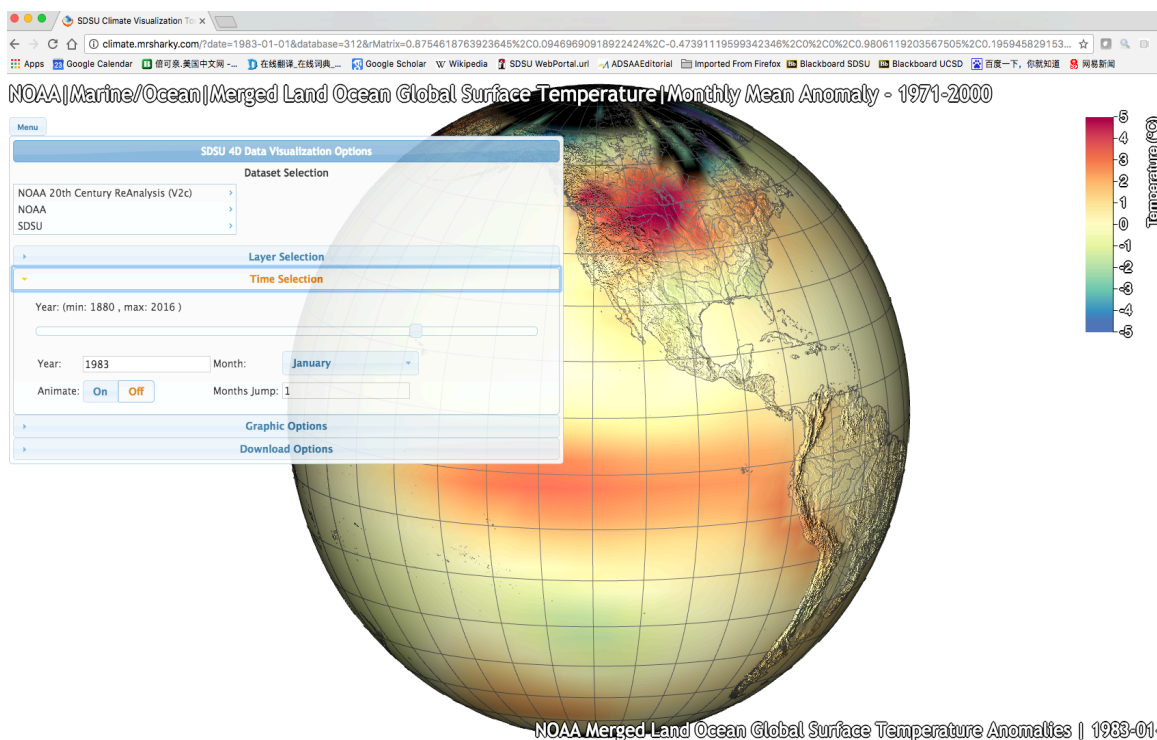 SDSU Climate Visualization To
climate.mrsharky.com/?date=1983-01-01&database=312&rMatrix=0.8754618763923645%2C0.09469690918922424%2C-0.47391119599342346%2C0%2C0%2C0.9806119203567505%2C0.195945829153...
Apps Google Calendar 倍可亲.美国中文网 -... 在线翻译_在线词典_... Google Scholar Wikipedia SDSU WebPortal.url ADSAAEditorial Imported From Firefox Blackboard SDSU Blackboard UCSD 百度一下，你就知道 网易新闻
NOAA|Marine/Ocean|Merged Land Ocean Global Surface Temperature|Monthly Mean Anomaly - 1971-2000
Menu
SDSU 4D Data Visualization Options
Dataset Selection
NOAA 20th Century ReAnalysis (V2c)
NOAA
SDSU
Layer Selection
Time Selection
Year: (min: 1880 , max: 2016 )
Year: 1983 Month: January
Animate: On Off Months Jump: 1
Graphic Options
Download Options
5
4
3
2
1
0
-1
-2
-3
-4
-5
Temperature (°C)
NOAA Merged Land Ocean Global Surface Temperature Anomalies | 1983-01-